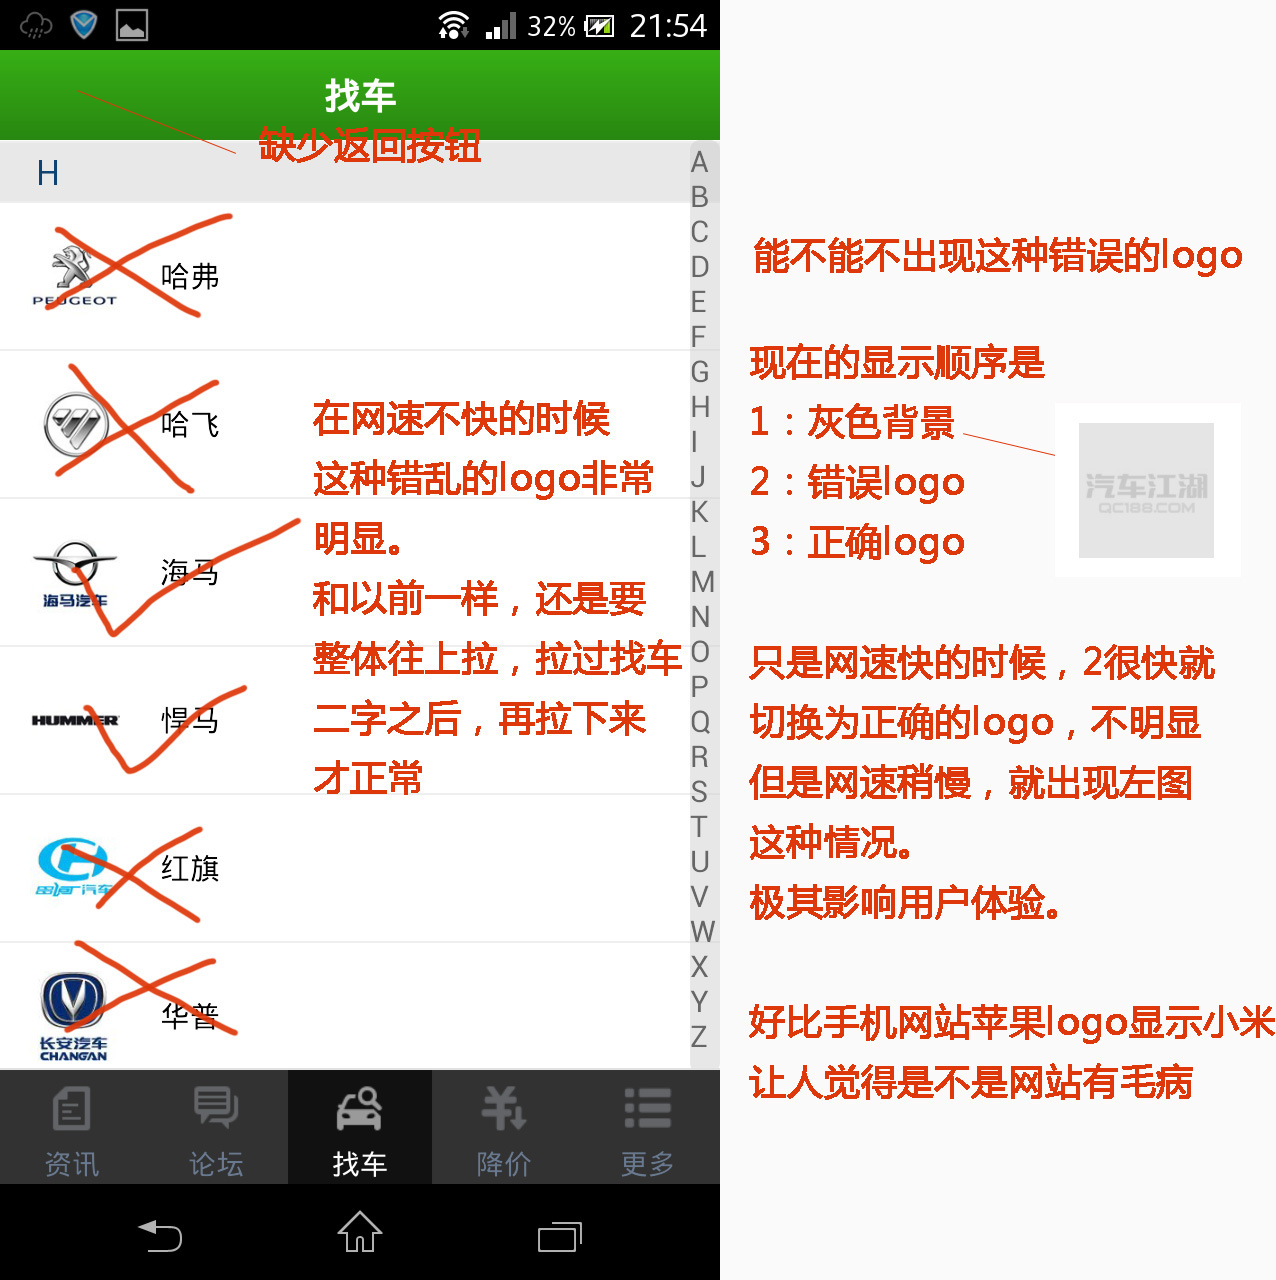 32% 21:54
找车
缺少返回按钮
H
PEUGEOT
哈弗
哈飞
海马汽车
海马
HUMMER
悍马
汽车
红旗
长安汽车
CHANGAN
华普
在网速不快的时候
这种错乱的logo非常
明显。
和以前一样，还是要
整体往上拉，拉过找车
二字之后，再拉下来
才正常
A
B
C
D
E
F
G
H
I
J
K
L
M
N
O
P
Q
R
S
T
U
V
W
X
Y
Z
资讯
论坛
找车
降价
更多
能不能不出现这种错误的logo
现在的显示顺序是
1：灰色背景
2：错误logo
3：正确logo
汽车江湖
QC188.COM
只是网速快的时候，2很快就
切换为正确的logo，不明显
但是网速稍慢，就出现左图
这种情况。
极其影响用户体验。
好比手机网站苹果logo显示小米
让人觉得是不是网站有毛病